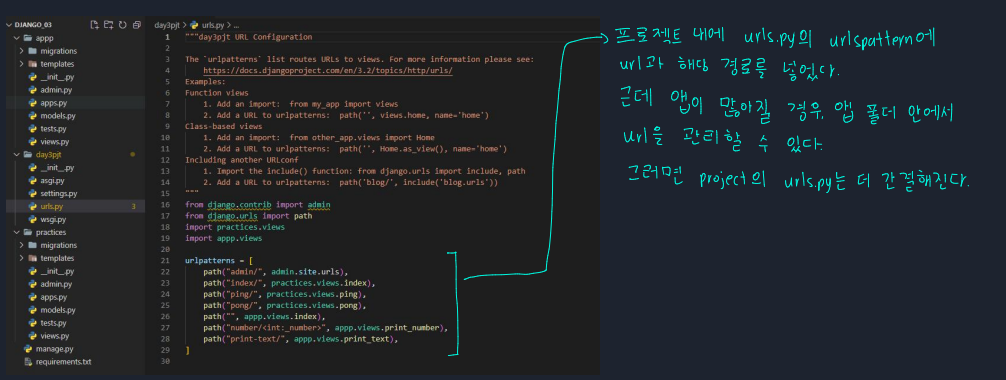 DJANGO_03
appp
migrations
templates
__init__.py
admin.py
apps.py
models.py
tests.py
views.py
day3pjt
__init__.py
asgi.py
settings.py
urls.py 3
wsgi.py
practices
migrations
templates
__init__.py
admin.py
apps.py
models.py
tests.py
views.py
manage.py
requirements.txt
day3pjt > urls.py > ...
1 """day3pjt URL Configuration
2
3 The `urlpatterns` list routes URLs to views. For more information please see:
4 https://docs.djangoproject.com/en/3.2/topics/http/urls/
5 Examples:
6 Function views
7 1. Add an import: from my_app import views
8 2. Add a URL to urlpatterns: path('', views.home, name='home')
9 Class-based views
10 1. Add an import: from other_app.views import Home
11 2. Add a URL to urlpatterns: path('', Home.as_view(), name='home')
12 Including another URLconf
13 1. Import the include() function: from django.urls import include, path
14 2. Add a URL to urlpatterns: path('blog/', include('blog.urls'))
15 """
16 from django.contrib import admin
17 from django.urls import path
18 import practices.views
19 import appp.views
20
21 urlpatterns = [
22 path("admin/", admin.site.urls),
23 path("index/", practices.views.index),
24 path("ping/", practices.views.ping),
25 path("pong/", practices.views.pong),
26 path("", appp.views.index),
27 path("number/<int:_number>", appp.views.print_number),
28 path("print-text/", appp.views.print_text),
29 ]
30
프로젝트 내에 urls.py의 urlspattern에
url과 해당 경로를 넣었다.
근데 앱이 많아질 경우, 앱 폴더 안에서
url을 관리할 수 있다.
그러면 project의 urls.py는 더 간결해진다.